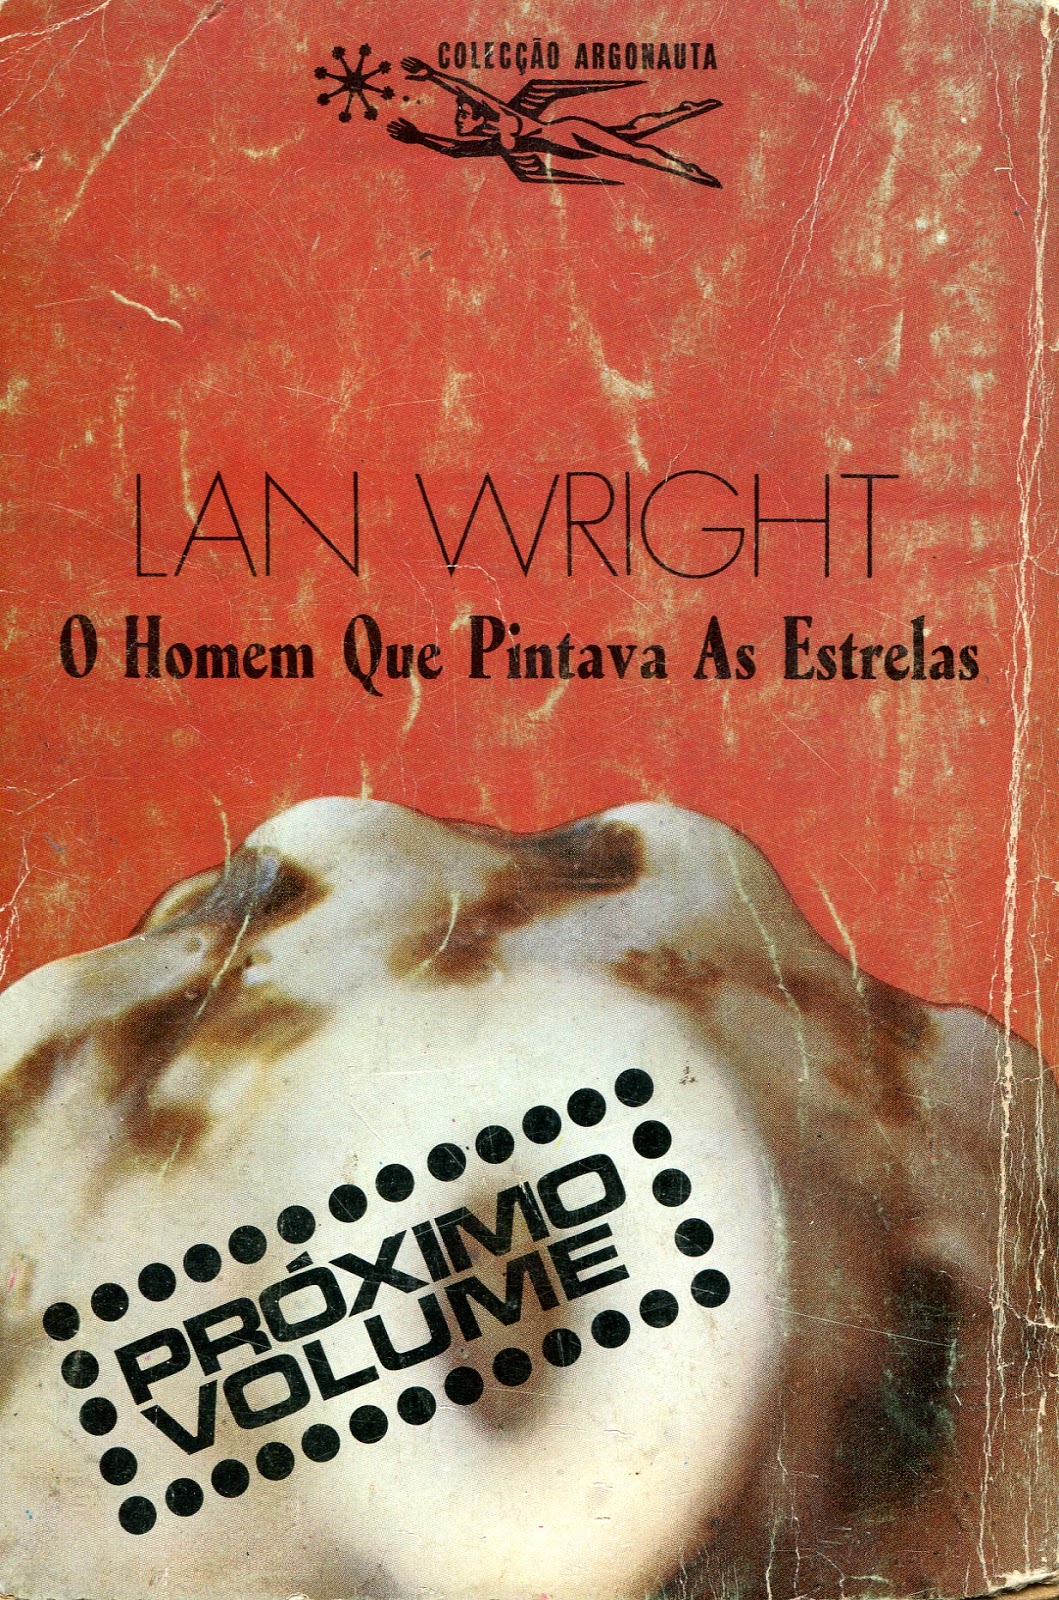 COLECÇÃO ARGONAUTA
LAN WRIGHT
O Homem Que Pintava As Estrelas
PRÓXIMO
VOLUME